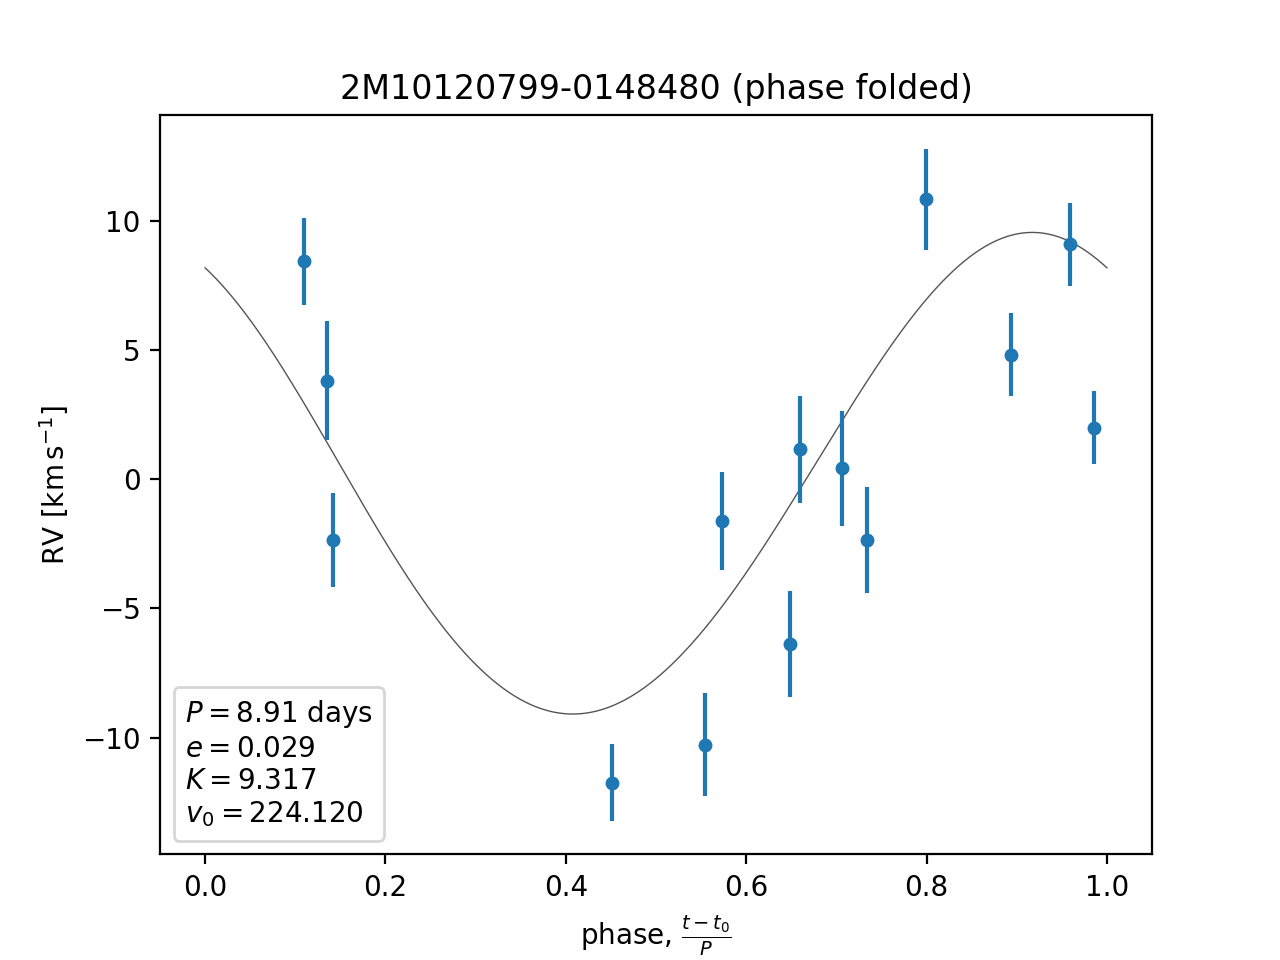 2M10120799-0148480 (phase folded)
RV [km s⁻¹]
10
5
0
−5
−10
P = 8.91 days
e = 0.029
K = 9.317
v₀ = 224.120
0.0 0.2 0.4 0.6 0.8 1.0
phase, (t − t₀)/P